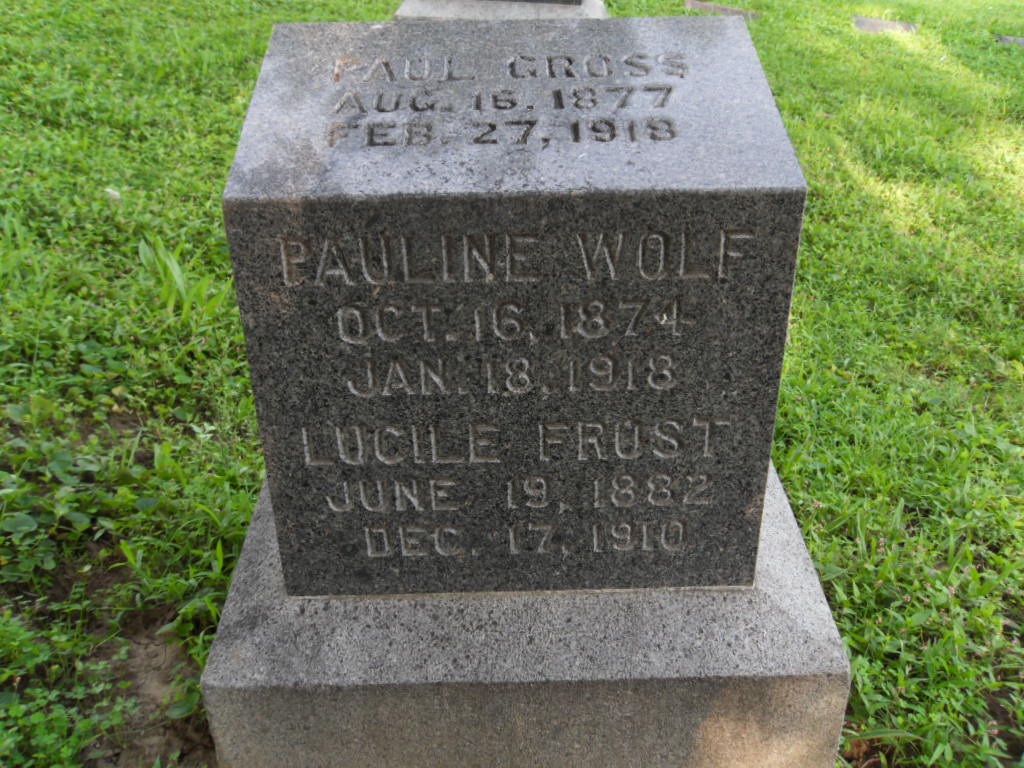 PAUL GROSS
AUG. 16, 1877
FEB. 27, 1918
PAULINE WOLF
OCT. 16, 1874
JAN. 18, 1918
LUCILE FRUST
JUNE 19, 1882
DEC. 17, 1910